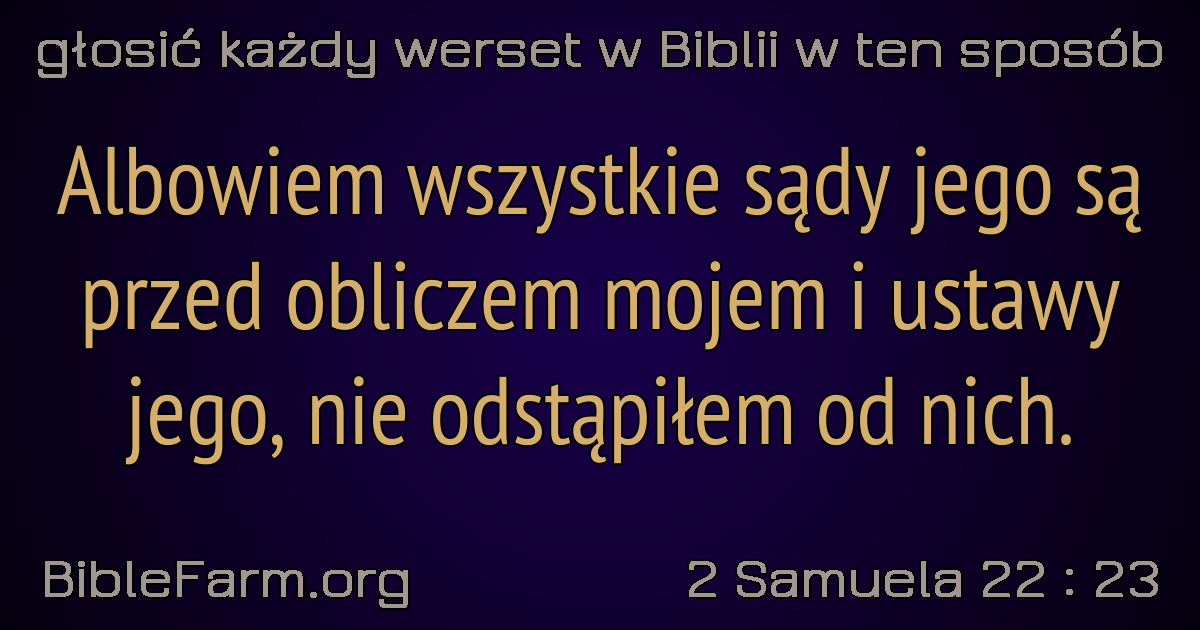 głosić każdy werset w Biblii w ten sposób
Albowiem wszystkie sądy jego są
przed obliczem mojem i ustawy
jego, nie odstąpiłem od nich.
BibleFarm.org
2 Samuela 22 : 23